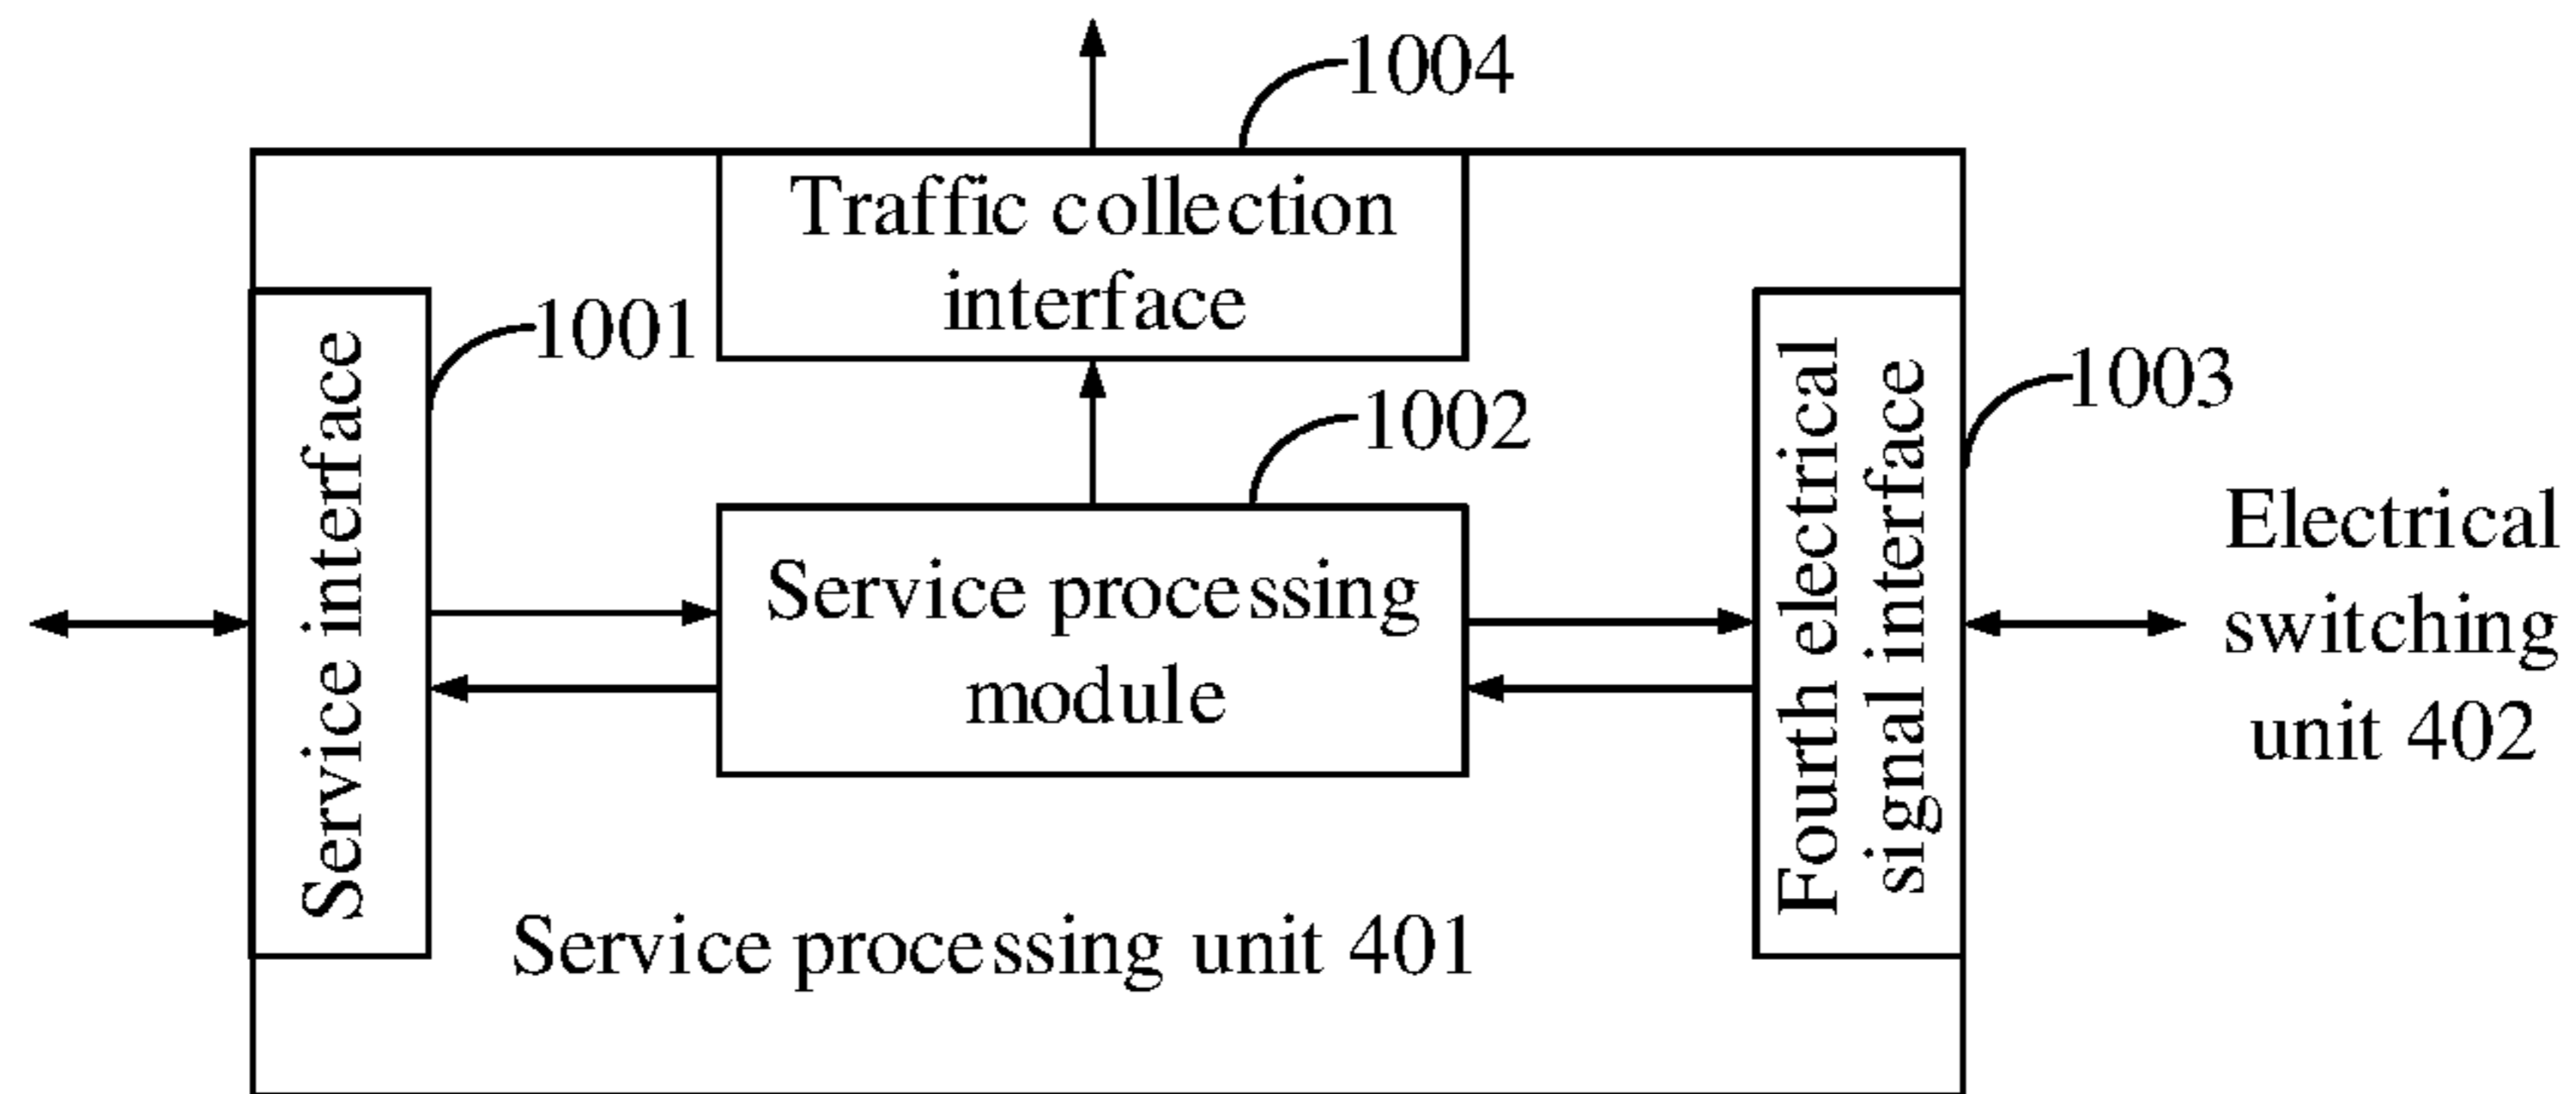 1004
Traffic collection
interface
1001
Service interface
1002
Service processing
module
1003
Fourth electrical
signal interface
Electrical
switching
unit 402
Service processing unit 401